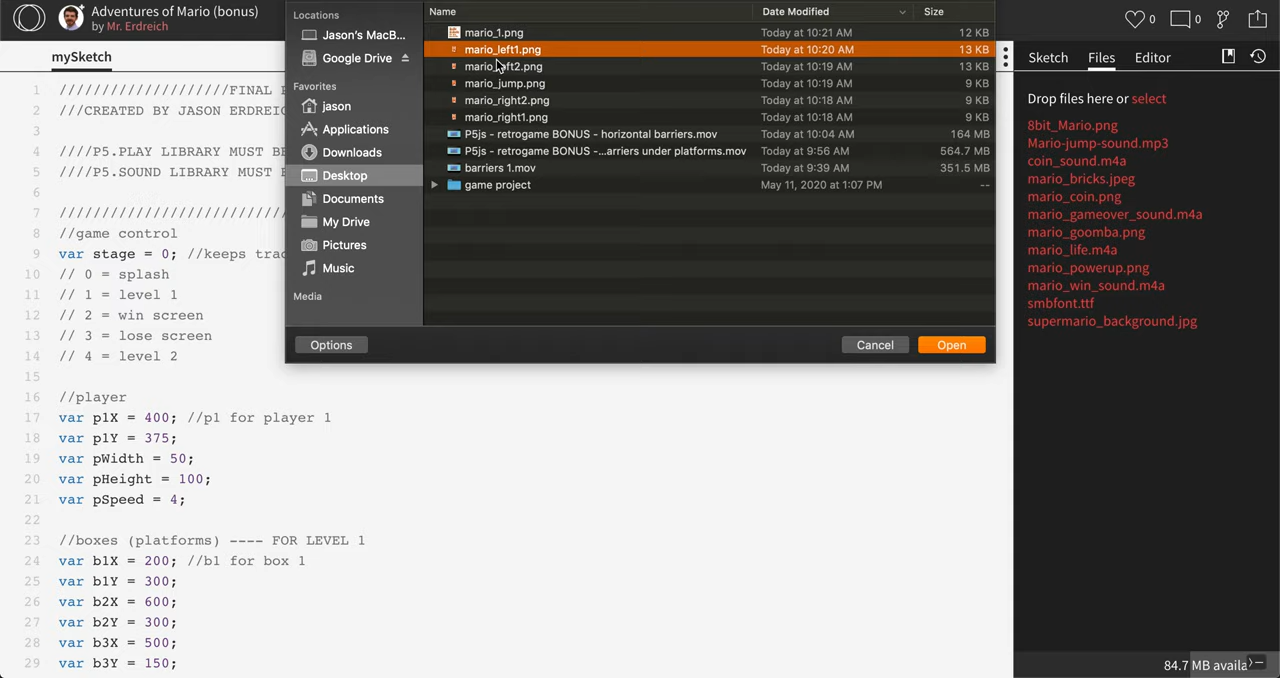 Adventures of Mario (bonus)
by Mr. Erdreich
0
0
mySketch
Sketch
Files
Editor
Drop files here or select
8bit_Mario.png
Mario-jump-sound.mp3
coin_sound.m4a
mario_bricks.jpeg
mario_coin.png
mario_gameover_sound.m4a
mario_goomba.png
mario_life.m4a
mario_powerup.png
mario_win_sound.m4a
smbfont.ttf
supermario_background.jpg
84.7 MB availa
Locations
Jason's MacB...
Google Drive
Favorites
jason
Applications
Downloads
Desktop
Documents
My Drive
Pictures
Music
Media
Name Date Modified Size
mario_1.png Today at 10:21 AM 12 KB
mario_left1.png Today at 10:20 AM 13 KB
mario_left2.png Today at 10:19 AM 13 KB
mario_jump.png Today at 10:19 AM 9 KB
mario_right2.png Today at 10:18 AM 9 KB
mario_right1.png Today at 10:18 AM 9 KB
P5js - retrogame BONUS - horizontal barriers.mov Today at 10:04 AM 164 MB
P5js - retrogame BONUS -...arriers under platforms.mov Today at 9:56 AM 564.7 MB
barriers 1.mov Today at 9:39 AM 351.5 MB
game project May 11, 2020 at 1:07 PM --
Options
Cancel
Open
1 ////////////////////FINAL
2 ///CREATED BY JASON ERDREI
3
4 ////P5.PLAY LIBRARY MUST BE
5 ////P5.SOUND LIBRARY MUST
6
7 ///////////////////////////
8 //game control
9 var stage = 0; //keeps trac
10 // 0 = splash
11 // 1 = level 1
12 // 2 = win screen
13 // 3 = lose screen
14 // 4 = level 2
15
16 //player
17 var p1X = 400; //p1 for player 1
18 var p1Y = 375;
19 var pWidth = 50;
20 var pHeight = 100;
21 var pSpeed = 4;
22
23 //boxes (platforms) ---- FOR LEVEL 1
24 var b1X = 200; //b1 for box 1
25 var b1Y = 300;
26 var b2X = 600;
27 var b2Y = 300;
28 var b3X = 500;
29 var b3Y = 150;